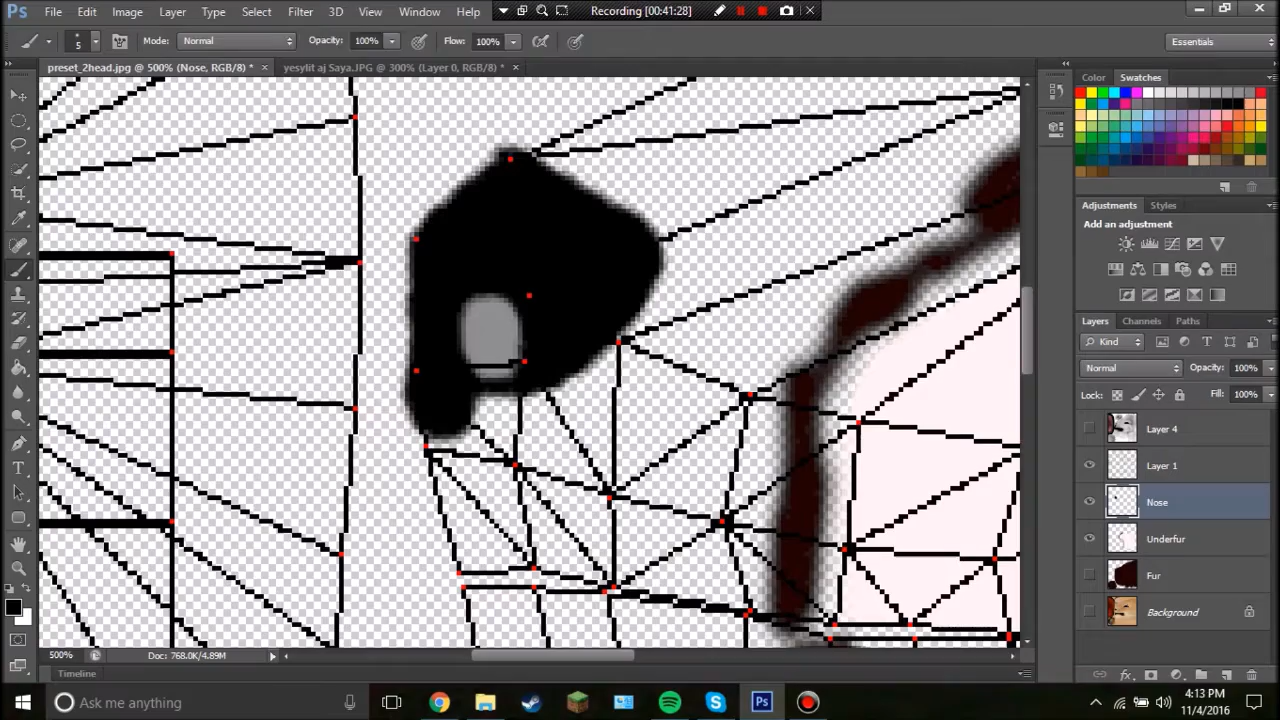 Ps File Edit Image Layer Type Select Filter 3D View Window Help
Recording [00:41:28]
5 Mode: Normal Opacity: 100% Flow: 100% Essentials
preset_2head.jpg @ 500% (Nose, RGB/8) * × yesylit aj Saya.JPG @ 300% (Layer 0, RGB/8) * ×
Color Swatches
Adjustments Styles
Add an adjustment
Layers Channels Paths
Kind
Normal Opacity: 100%
Lock: Fill: 100%
Layer 4
Layer 1
Nose
Underfur
Fur
Background
500% Doc: 768.0K/4.89M
Timeline
Ask me anything
Ps
4:13 PM
11/4/2016